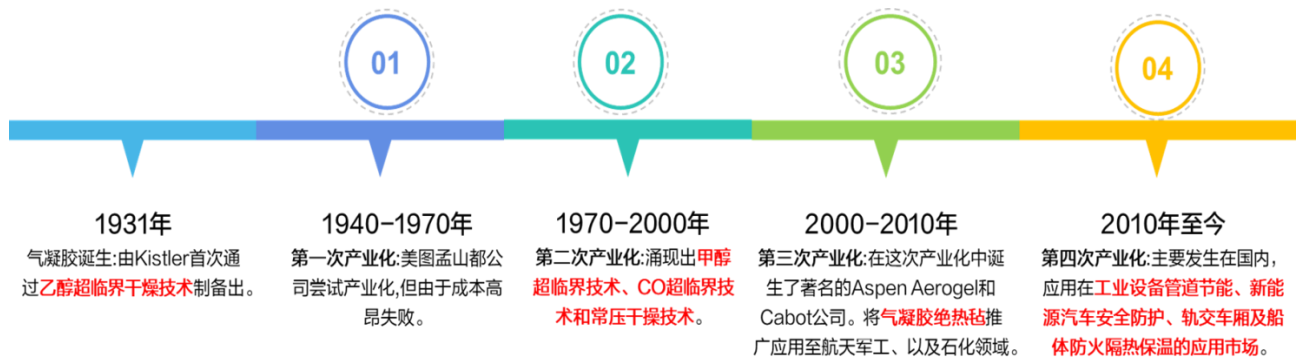 01
02
03
04
1931年
气凝胶诞生:由Kistler首次通
过乙醇超临界干燥技术制备出。
1940-1970年
第一次产业化:美图孟山都公
司尝试产业化,但由于成本高
昂失败。
1970-2000年
第二次产业化:涌现出甲醇
超临界技术、CO超临界技
术和常压干操技术。
2000-2010年
第三次产业化:在这次产业化中诞
生了著名的Aspen Aerogel和
Cabot公司。将气凝胶绝热毡推
广应用至航天军工、以及石化领域。
2010年至今
第四次产业化:主要发生在国内,
应用在工业设备管道节能、新能
源汽车安全防护、轨交车厢及船
体防火隔热保温的应用市场。